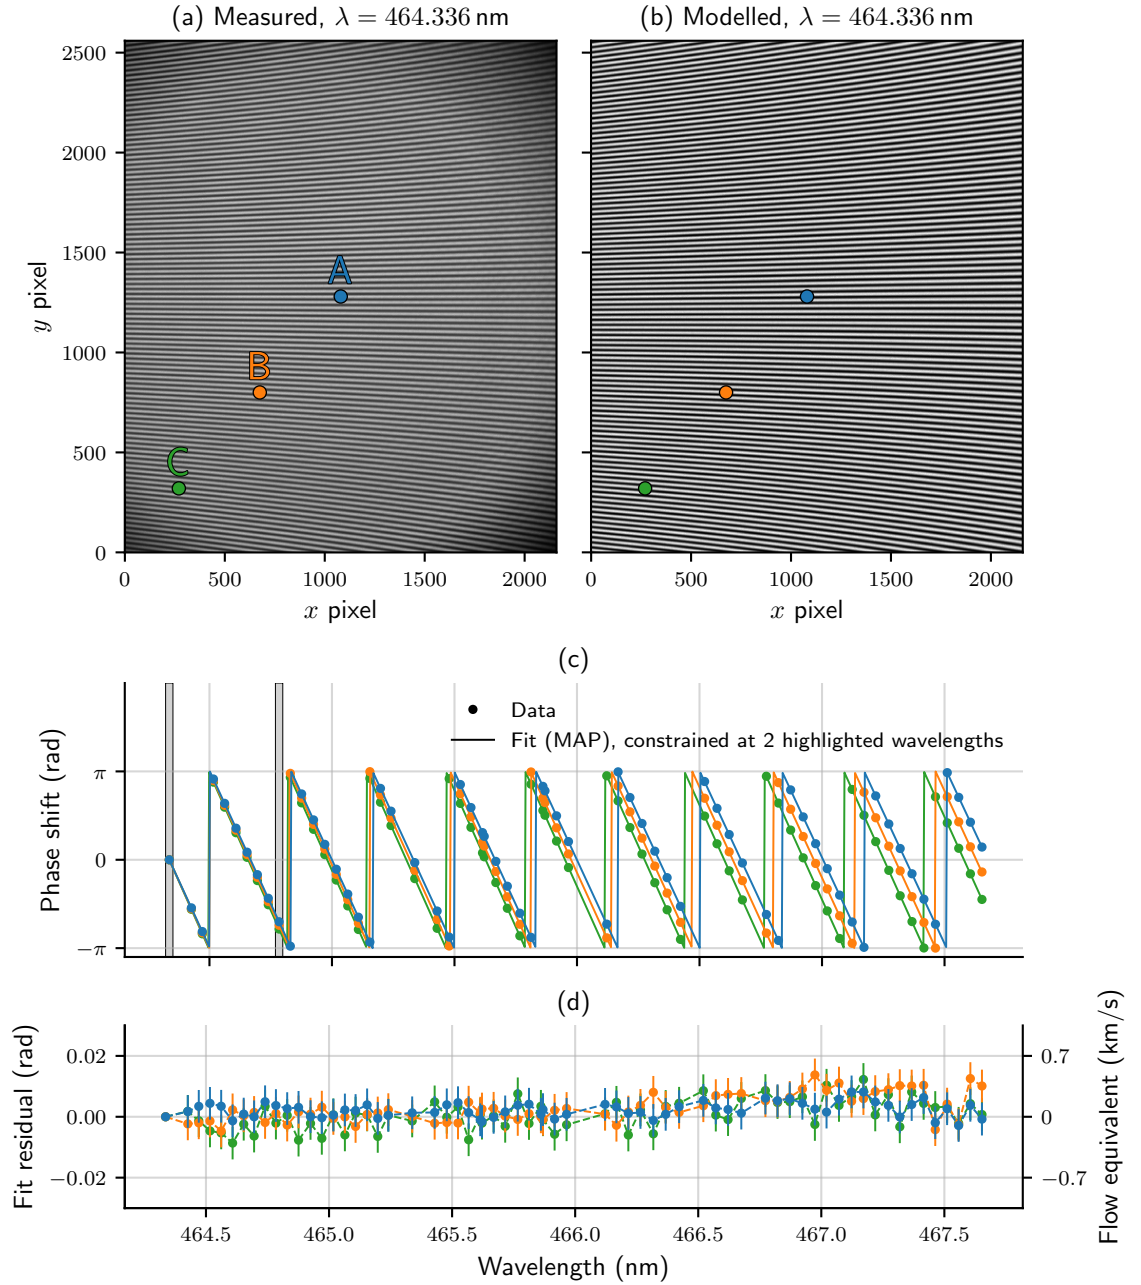 (a) Measured, λ = 464.336 nm
(b) Modelled, λ = 464.336 nm
2500
2000
1500
1000
500
0
y pixel
A
B
C
0 500 1000 1500 2000
x pixel
0 500 1000 1500 2000
x pixel
(c)
Phase shift (rad)
π
0
−π
Data
Fit (MAP), constrained at 2 highlighted wavelengths
(d)
Fit residual (rad)
0.02
0.00
−0.02
0.7
0
−0.7
Flow equivalent (km/s)
464.5 465.0 465.5 466.0 466.5 467.0 467.5
Wavelength (nm)